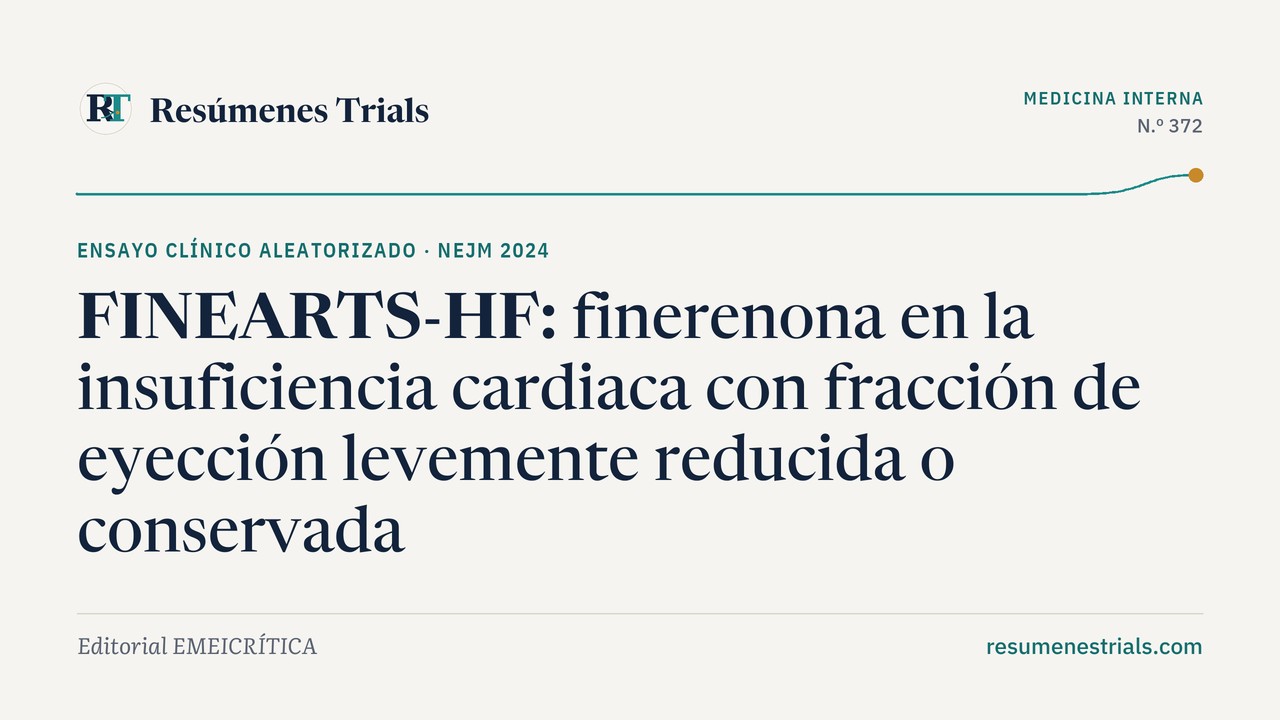 RT Resúmenes Trials
MEDICINA INTERNA
N.º 372
ENSAYO CLÍNICO ALEATORIZADO · NEJM 2024
FINEARTS-HF: finerenona en la
insuficiencia cardiaca con fracción de
eyección levemente reducida o
conservada
Editorial EMEICRÍTICA
resumenestrials.com